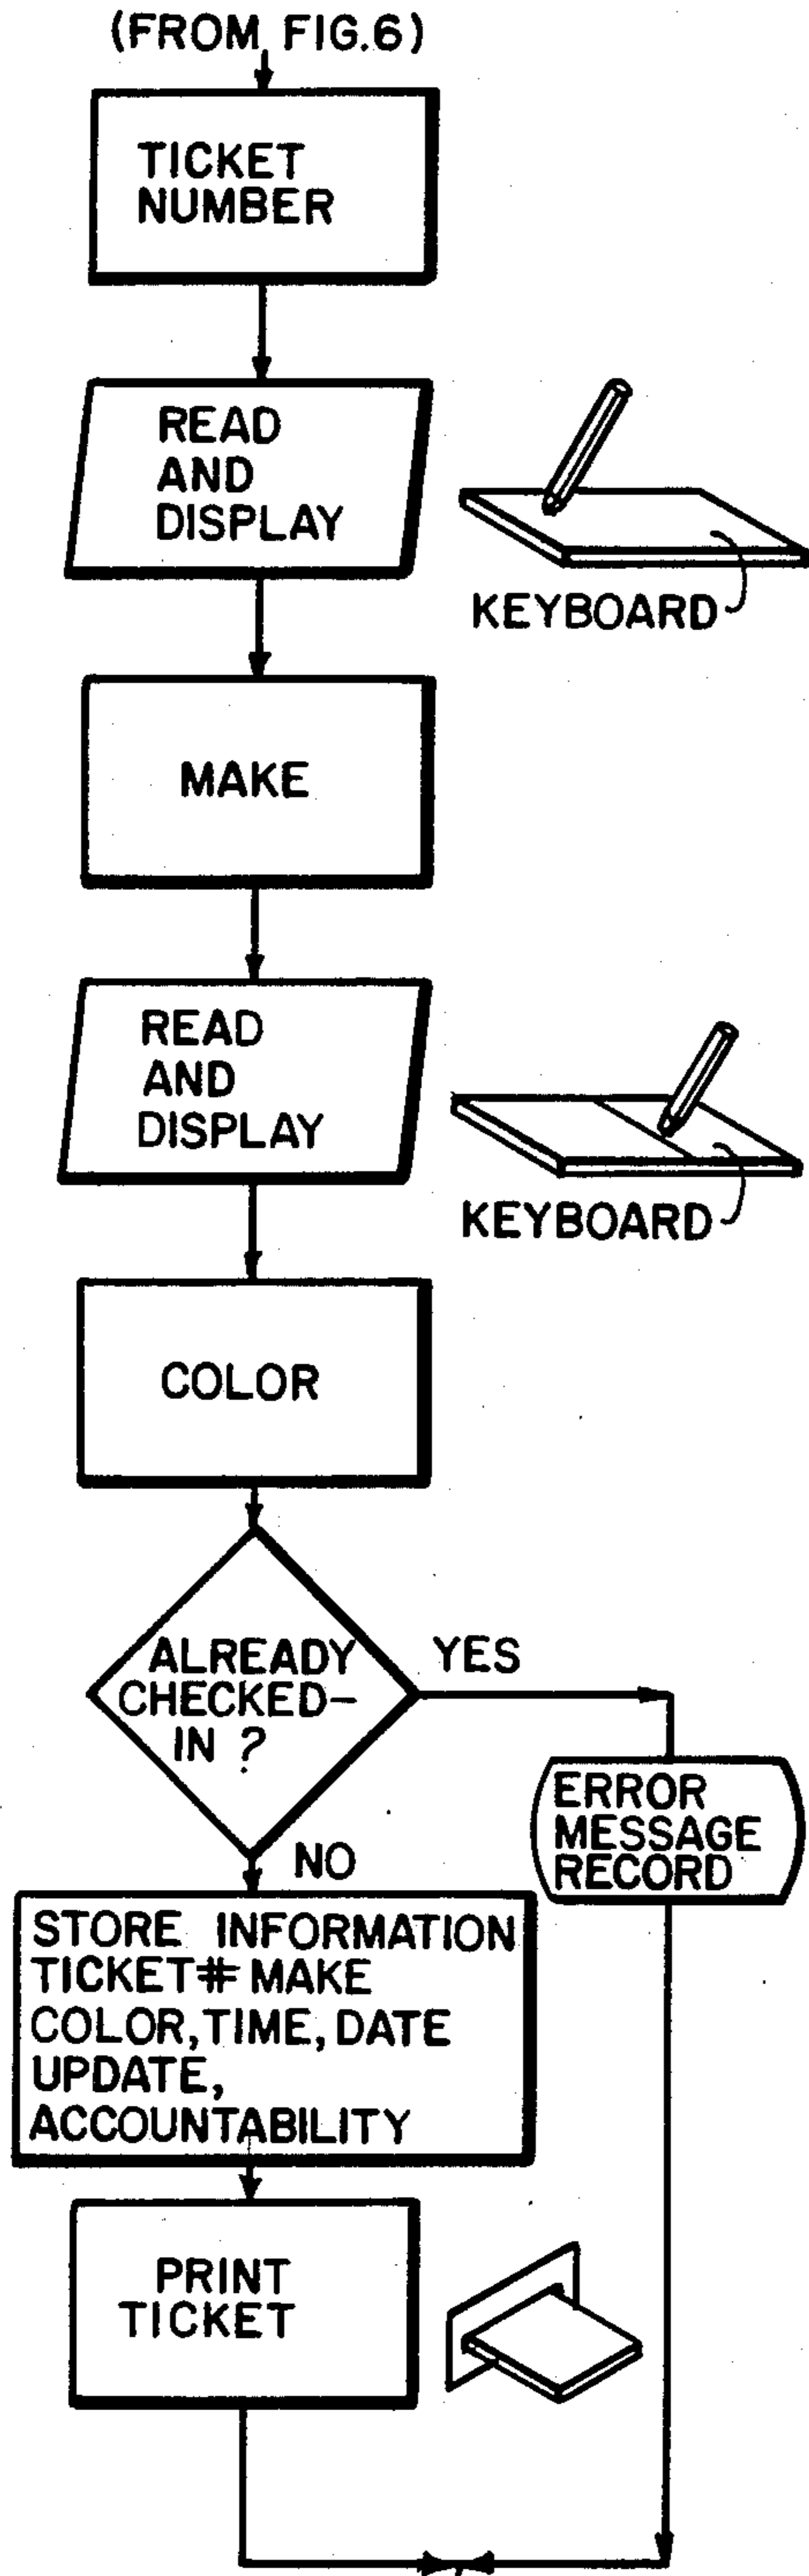 (FROM FIG.6)
TICKET
NUMBER
READ
AND
DISPLAY
KEYBOARD
MAKE
READ
AND
DISPLAY
KEYBOARD
COLOR
ALREADY
CHECKED-
IN ?
YES
ERROR
MESSAGE
RECORD
NO
STORE INFORMATION
TICKET# MAKE
COLOR, TIME, DATE
UPDATE,
ACCOUNTABILITY
PRINT
TICKET